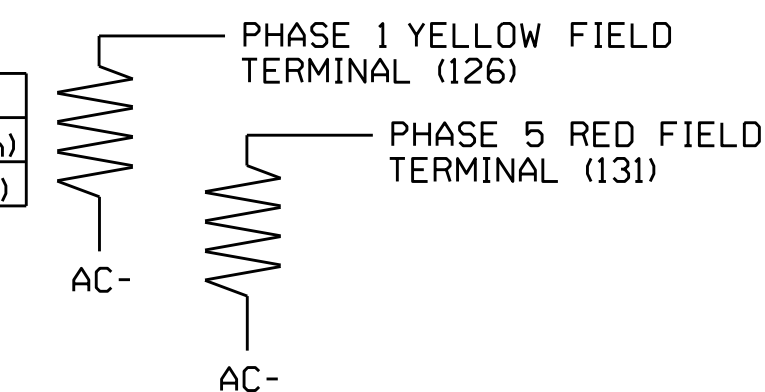 PHASE 1 YELLOW FIELD
TERMINAL (126)
PHASE 5 RED FIELD
TERMINAL (131)
AC-
AC-